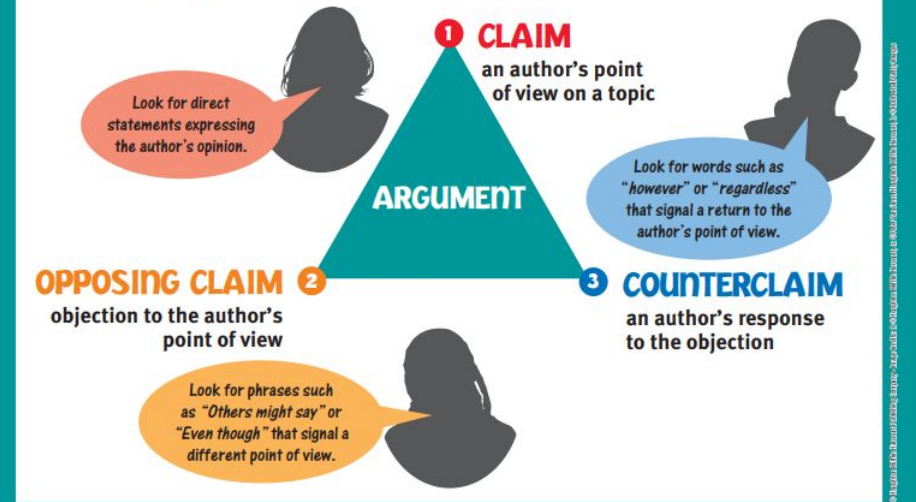 1 CLAIM
an author's point
of view on a topic
Look for direct
statements expressing
the author's opinion.
Look for words such as
"however" or "regardless"
that signal a return to the
author's point of view.
ARGUMENT
OPPOSING CLAIM 2
objection to the author's
point of view
3 COUNTERCLAIM
an author's response
to the objection
Look for phrases such
as "Others might say" or
"Even though" that signal a
different point of view.